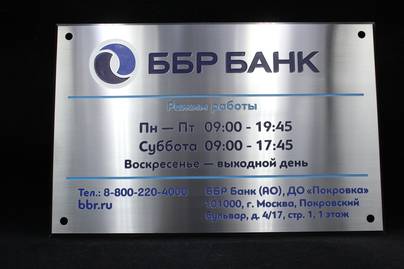 ББР БАНК
Режим работы
Пн — Пт 09:00 - 19:45
Суббота 09:00 - 17:45
Воскресенье — выходной день
Тел.: 8-800-220-4000
bbr.ru
ББР Банк (АО), ДО «Покровка»
101000, г. Москва, Покровский
бульвар, д. 4/17, стр. 1, 1 этаж